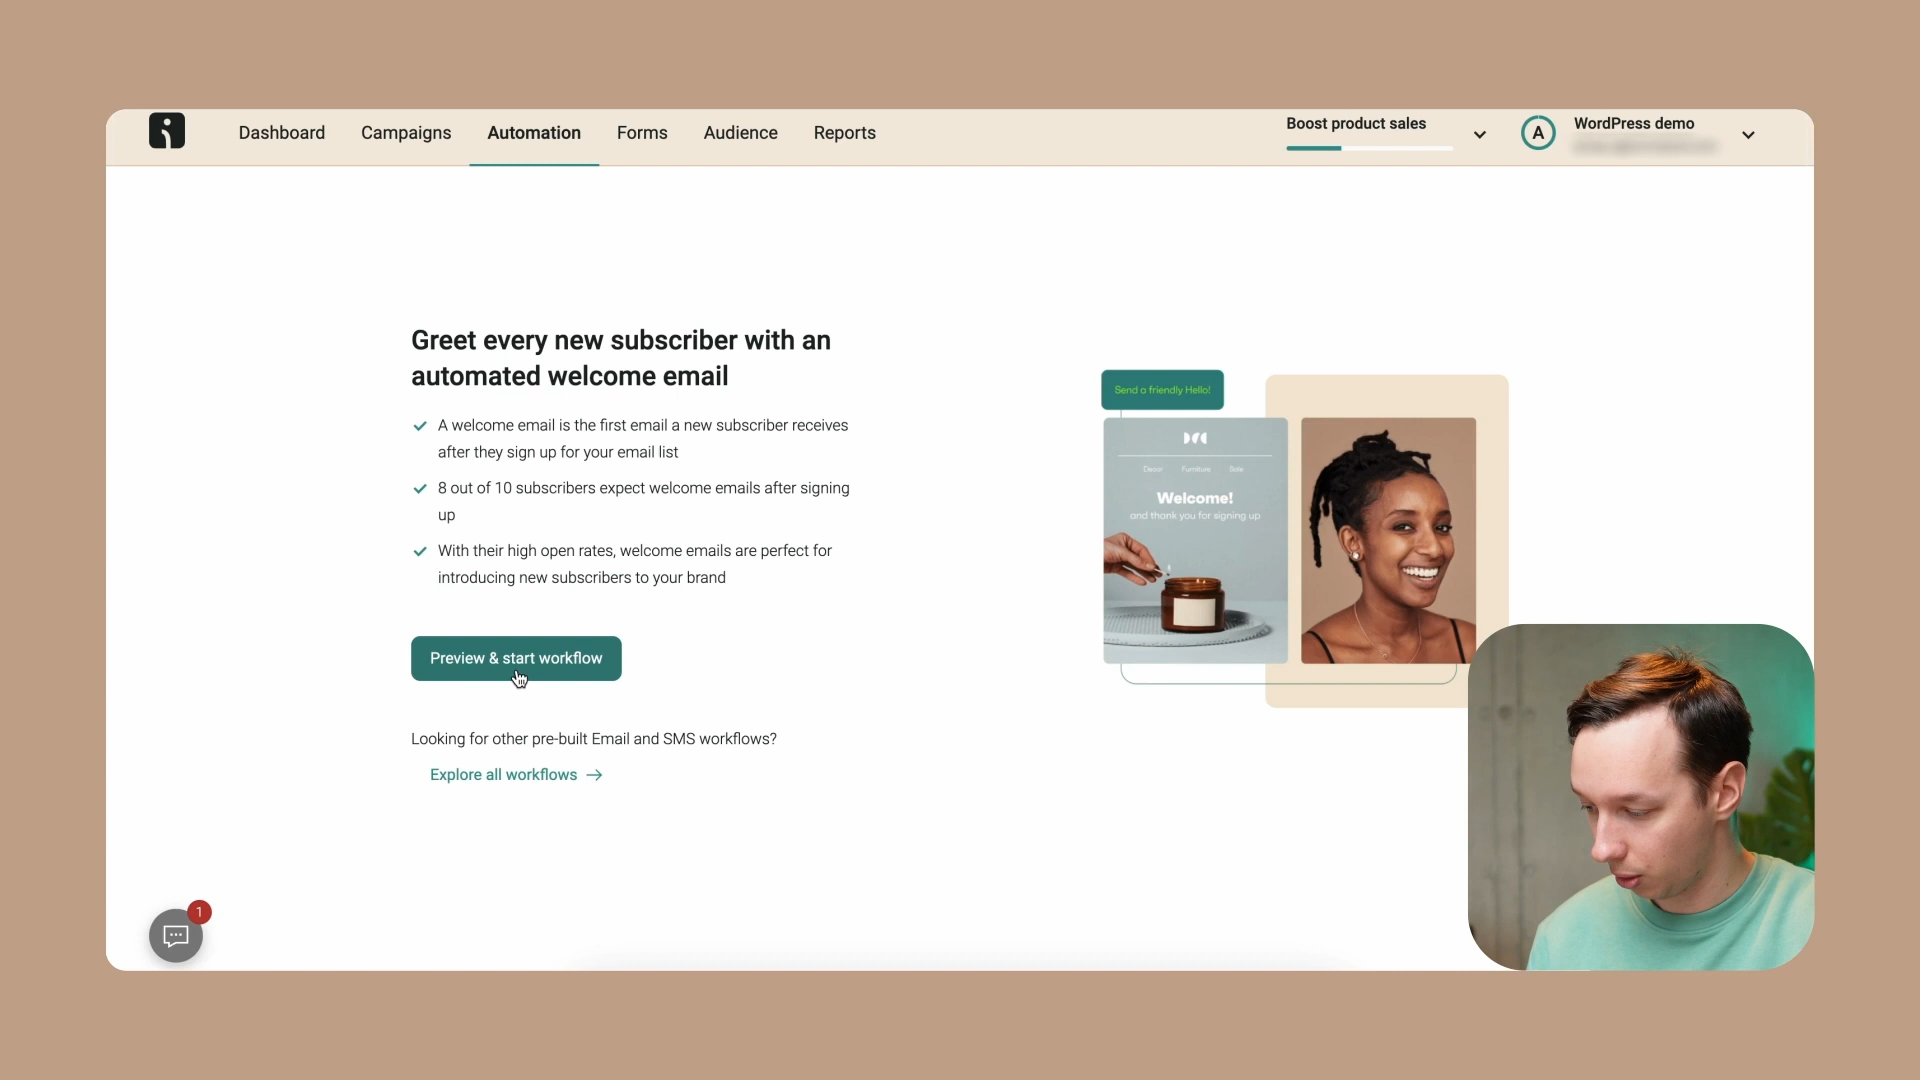 Dashboard Campaigns Automation Forms Audience Reports Boost product sales A WordPress demo
Greet every new subscriber with an
automated welcome email
A welcome email is the first email a new subscriber receives
after they sign up for your email list
8 out of 10 subscribers expect welcome emails after signing
up
With their high open rates, welcome emails are perfect for
introducing new subscribers to your brand
Preview & start workflow
Looking for other pre-built Email and SMS workflows?
Explore all workflows
Send a friendly Hello!
Decor Furniture Sale
Welcome!
and thank you for signing up
1